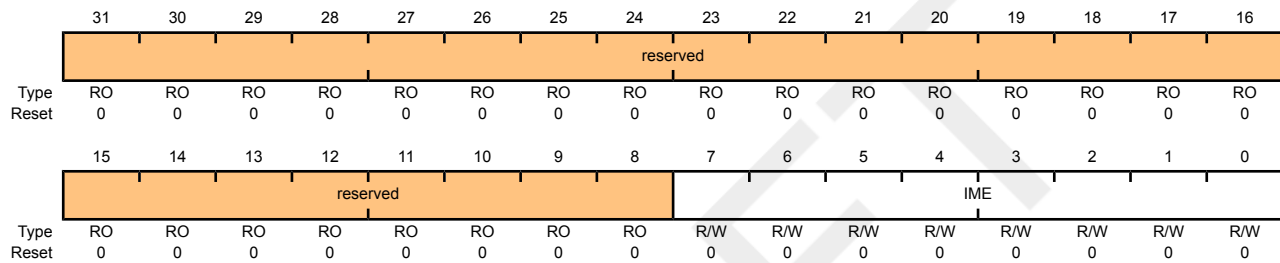 31 30 29 28 27 26 25 24 23 22 21 20 19 18 17 16
reserved
Type RO RO RO RO RO RO RO RO RO RO RO RO RO RO RO RO
Reset 0 0 0 0 0 0 0 0 0 0 0 0 0 0 0 0
15 14 13 12 11 10 9 8 7 6 5 4 3 2 1 0
reserved IME
Type RO RO RO RO RO RO RO RO R/W R/W R/W R/W R/W R/W R/W R/W
Reset 0 0 0 0 0 0 0 0 0 0 0 0 0 0 0 0